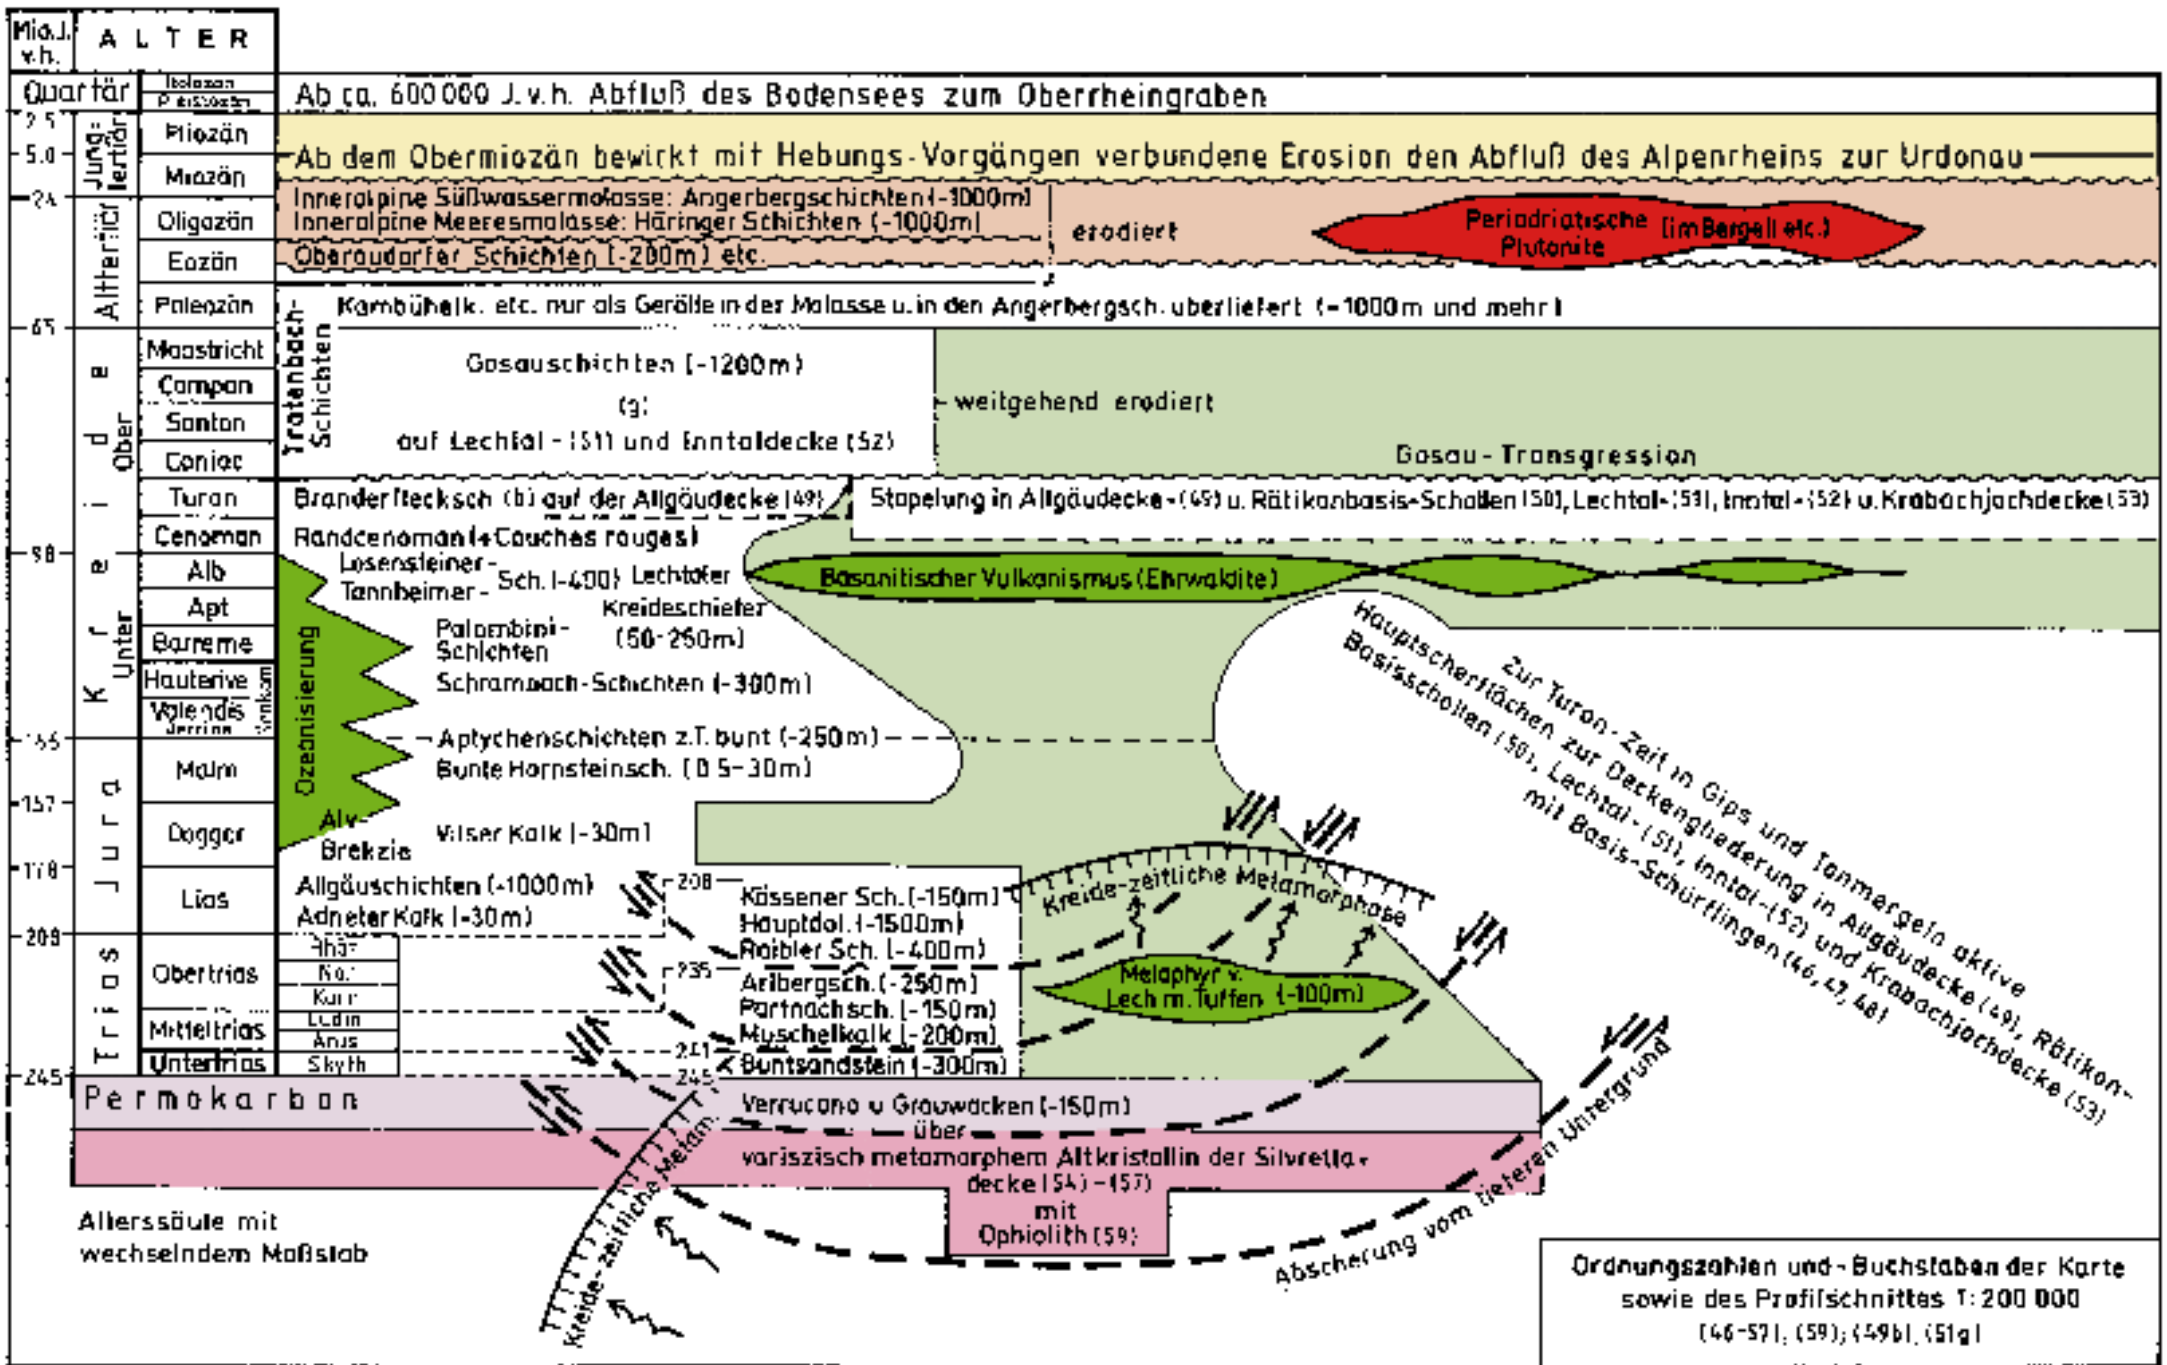 Mio.J. v.h.
ALTER
Quartär
Holozän
Pleistozän
Ab ca. 600000 J.v.h. Abfluß des Bodensees zum Oberrheingraben
2.5
Jung-
tertiär
Pliozän
5.0
Ab dem Obermiozän bewirkt mit Hebungs-Vorgängen verbundene Erosion den Abfluß des Alpenrheins zur Urdonau
Miozän
24
Alttertiär
Inneralpine Süßwassermolasse: Angerbergschichten (-1000m)
Oligozän
Inneralpine Meeresmolasse: Häringer Schichten (-1000m)
erodiert
Periadriatische
Plutonite
(im Bergell etc.)
Eozän
Oberaudorfer Schichten (-200m) etc.
Paleozän
Kambühelk. etc. nur als Gerölle in der Molasse u. in den Angerbergsch. überliefert (-1000m und mehr)
65
Kreide
Ober
Unter
Tratenbach-
Schichten
Maastricht
Campan
Santon
Coniac
Gosauschichten (-1200m)
(g)
auf Lechtal-(51) und Inntaldecke (52)
weitgehend erodiert
Gosau-Transgression
Turon
Branderflecksch (b) auf der Allgäudecke (49)
Stapelung in Allgäudecke-(49) u. Rätikonbasis-Schollen (50), Lechtal-(51), Inntal-(52) u. Krabachjochdecke (53)
Cenoman
Randcenoman (+Couches rouges)
98
Alb
Losensteiner-
Tannheimer-
Sch. (-400)
Lechtaler
Kreideschiefer
(50-250m)
Basanitischer Vulkanismus (Ehrwaldite)
Apt
Barreme
Palombini-
Schichten
Hauterive
Schrambach-Schichten (-300m)
Valendis
Berrias
Neokom
Ozeanisierung
Aptychenschichten z.T. bunt (-250m)
Jura
Malm
Bunte Hornsteinsch. (0.5-30m)
157
Dogger
Alv-
Brekzie
Vilser Kalk (-30m)
178
Lias
Allgäuschichten (-1000m)
Adneter Kalk (-30m)
208
208
Kössener Sch. (-150m)
Hauptdol. (-1500m)
Raibler Sch. (-400m)
Kreide-zeitliche Metamorphose
Trias
Obertrias
Rhät
Nor
Karn
235
Arlbergsch. (-250m)
Partnachsch. (-150m)
Muschelkalk (-200m)
Melaphyr v.
Lech m. Tuffen (-100m)
Mitteltrias
Ladin
Anis
241
Untertrias
Skyth
Buntsandstein (-300m)
245
245
Zur Turon-Zeit in Gips und Tonmergeln aktive
Hauptscherflächen zur Deckengliederung in Allgäudecke (49), Rätikon-
Basisschollen (50), Lechtal-(51), Inntal-(52) und Krabachjochdecke (53)
mit Basis-Schürflingen (46, 47, 48)
Permokarbon
Verrucano u Grauwacken (-150m)
über
variszisch metamorphem Altkristallin der Silvretta-
decke (54)-(57)
mit
Ophiolith (59)
Kreide-zeitliche Metam.
Abscherung vom tieferen Untergrund
Alterssäule mit
wechselndem Maßstab
Ordnungszahlen und -Buchstaben der Karte
sowie des Profilschnittes 1:200 000
(46-57), (59); (49b), (51g)